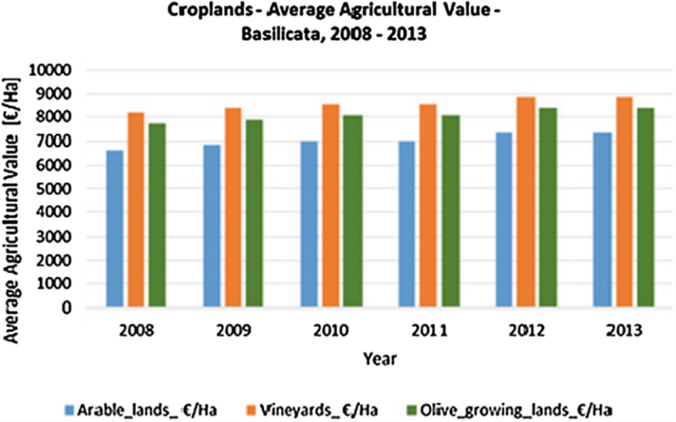 Croplands - Average Agricultural Value -
Basilicata, 2008 - 2013
Average Agricultural Value [€/Ha]
10000
9000
8000
7000
6000
5000
4000
3000
2000
1000
0
2008 2009 2010 2011 2012 2013
Year
Arable_lands_ €/Ha Vineyards_ €/Ha Olive_growing_lands_€/Ha